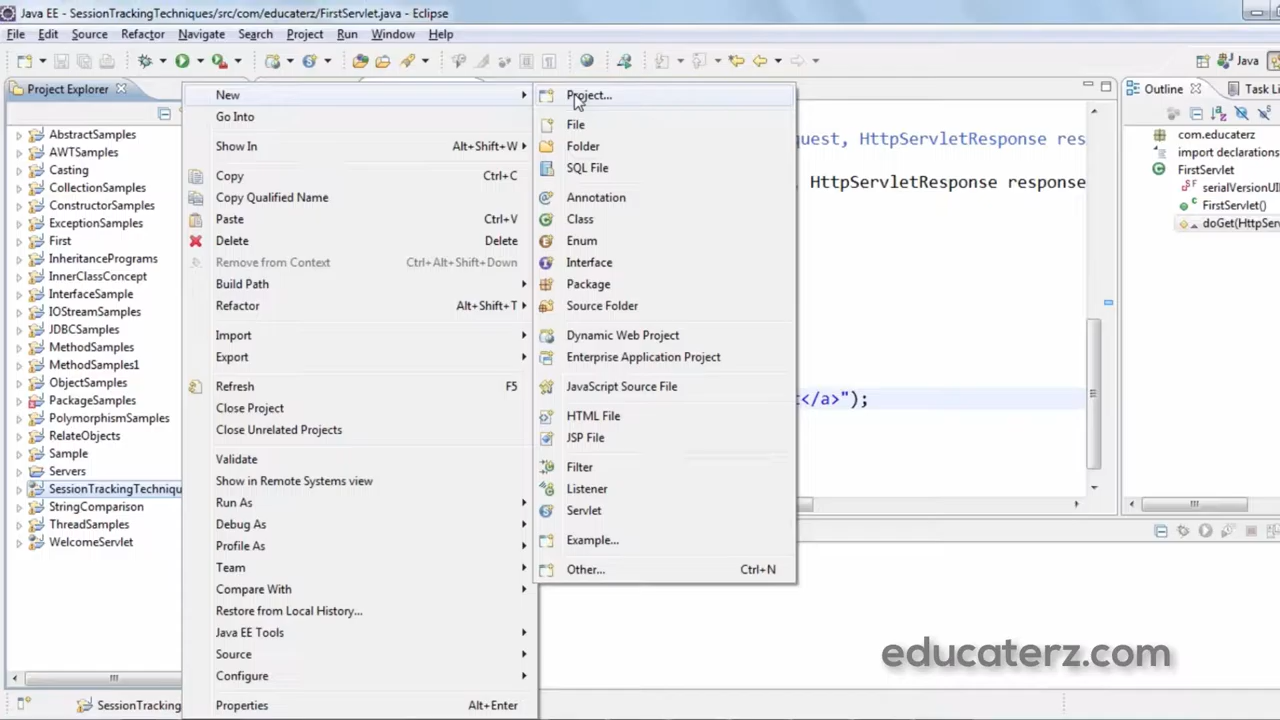 Java EE - SessionTrackingTechniques/src/com/educaterz/FirstServlet.java - Eclipse
File Edit Source Refactor Navigate Search Project Run Window Help
Java
Project Explorer
Outline Task Li
AbstractSamples
AWTSamples
Casting
CollectionSamples
ConstructorSamples
ExceptionSamples
First
InheritancePrograms
InnerClassConcept
InterfaceSample
IOStreamSamples
JDBCSamples
MethodSamples
MethodSamples1
ObjectSamples
PackageSamples
PolymorphismSamples
RelateObjects
Sample
Servers
SessionTrackingTechniqu
StringComparison
ThreadSamples
WelcomeServlet
SessionTracking
New
Go Into
Show In Alt+Shift+W
Copy Ctrl+C
Copy Qualified Name
Paste Ctrl+V
Delete Delete
Remove from Context Ctrl+Alt+Shift+Down
Build Path
Refactor Alt+Shift+T
Import
Export
Refresh F5
Close Project
Close Unrelated Projects
Validate
Show in Remote Systems view
Run As
Debug As
Profile As
Team
Compare With
Restore from Local History...
Java EE Tools
Source
Configure
Properties Alt+Enter
Project...
File
Folder
SQL File
Annotation
Class
Enum
Interface
Package
Source Folder
Dynamic Web Project
Enterprise Application Project
JavaScript Source File
HTML File
JSP File
Filter
Listener
Servlet
Example...
Other... Ctrl+N
quest, HttpServletResponse res
HttpServletResponse response
</a>");
com.educaterz
import declarations
FirstServlet
serialVersionUI
FirstServlet()
doGet(HttpSer
educaterz.com